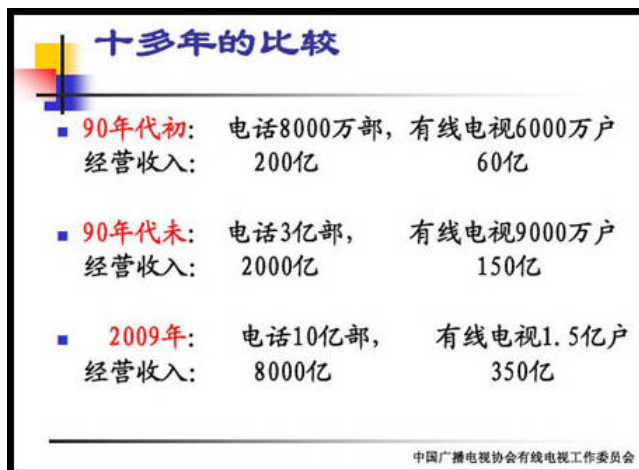 十多年的比较
90年代初: 电话8000万部, 有线电视6000万户
经营收入: 200亿 60亿
90年代未: 电话3亿部, 有线电视9000万户
经营收入: 2000亿 150亿
2009年: 电话10亿部, 有线电视1.5亿户
经营收入: 8000亿 350亿
中国广播电视协会有线电视工作委员会